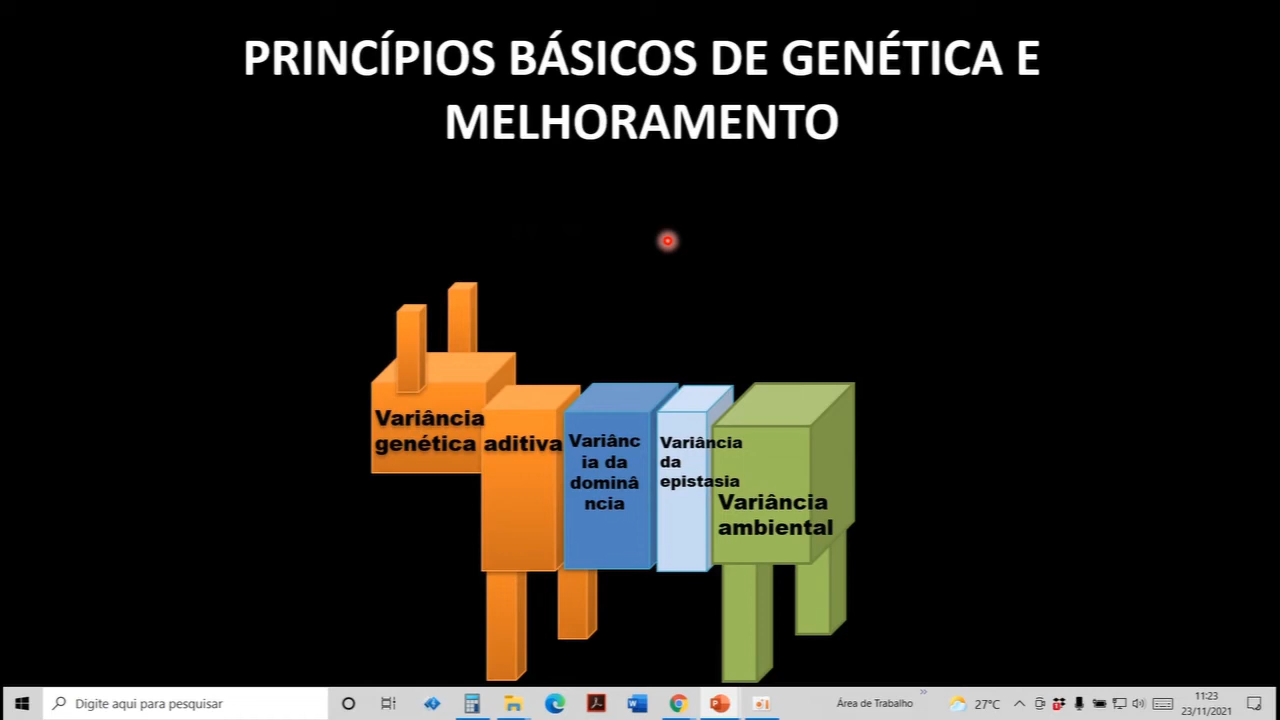 PRINCÍPIOS BÁSICOS DE GENÉTICA E
MELHORAMENTO
Variância
genética aditiva
Variânc
ia da
dominâ
ncia
Variância
da
epistasia
Variância
ambiental
Digite aqui para pesquisar
Área de Trabalho
»
27°C
11:23
23/11/2021